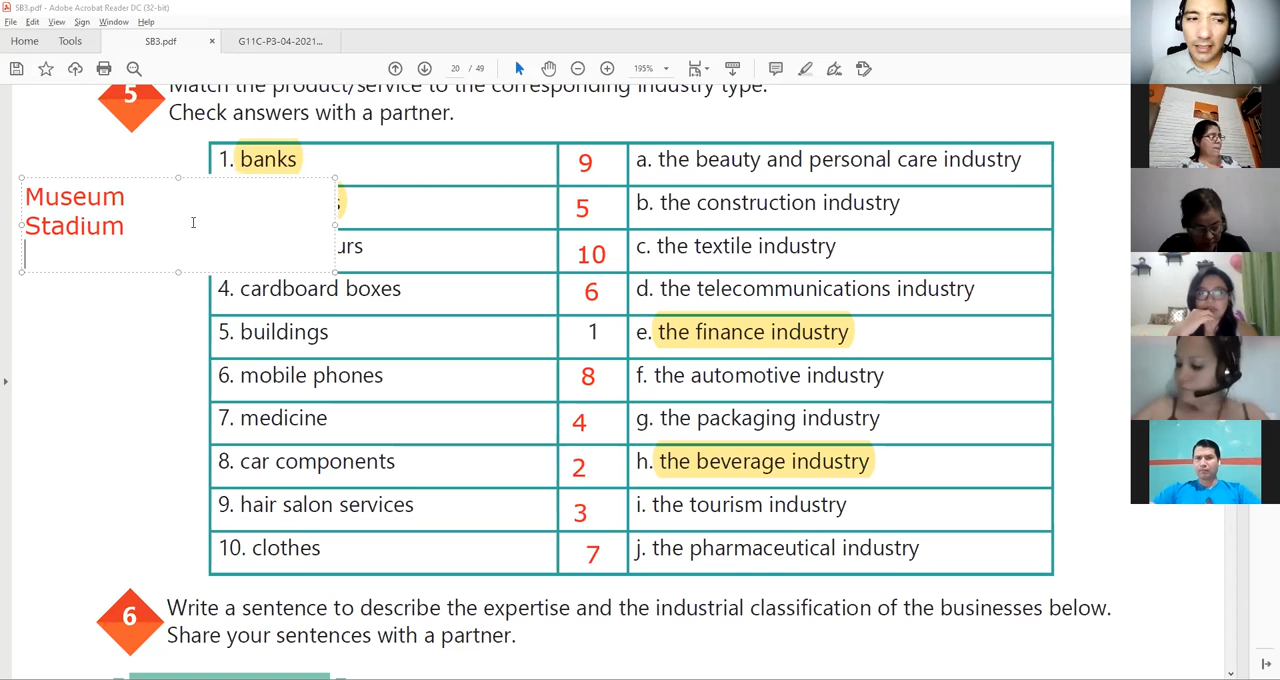 SB3.pdf - Adobe Acrobat Reader DC (32-bit)
File Edit View Sign Window Help
Home Tools SB3.pdf × G11C-P3-04-2021...
20 / 49 195%
5 Match the product/service to the corresponding industry type.
Check answers with a partner.
1. banks 9 a. the beauty and personal care industry
Museum
5 b. the construction industry
Stadium
urs 10 c. the textile industry
4. cardboard boxes 6 d. the telecommunications industry
5. buildings 1 e. the finance industry
6. mobile phones 8 f. the automotive industry
7. medicine 4 g. the packaging industry
8. car components 2 h. the beverage industry
9. hair salon services 3 i. the tourism industry
10. clothes 7 j. the pharmaceutical industry
6 Write a sentence to describe the expertise and the industrial classification of the businesses below.
Share your sentences with a partner.